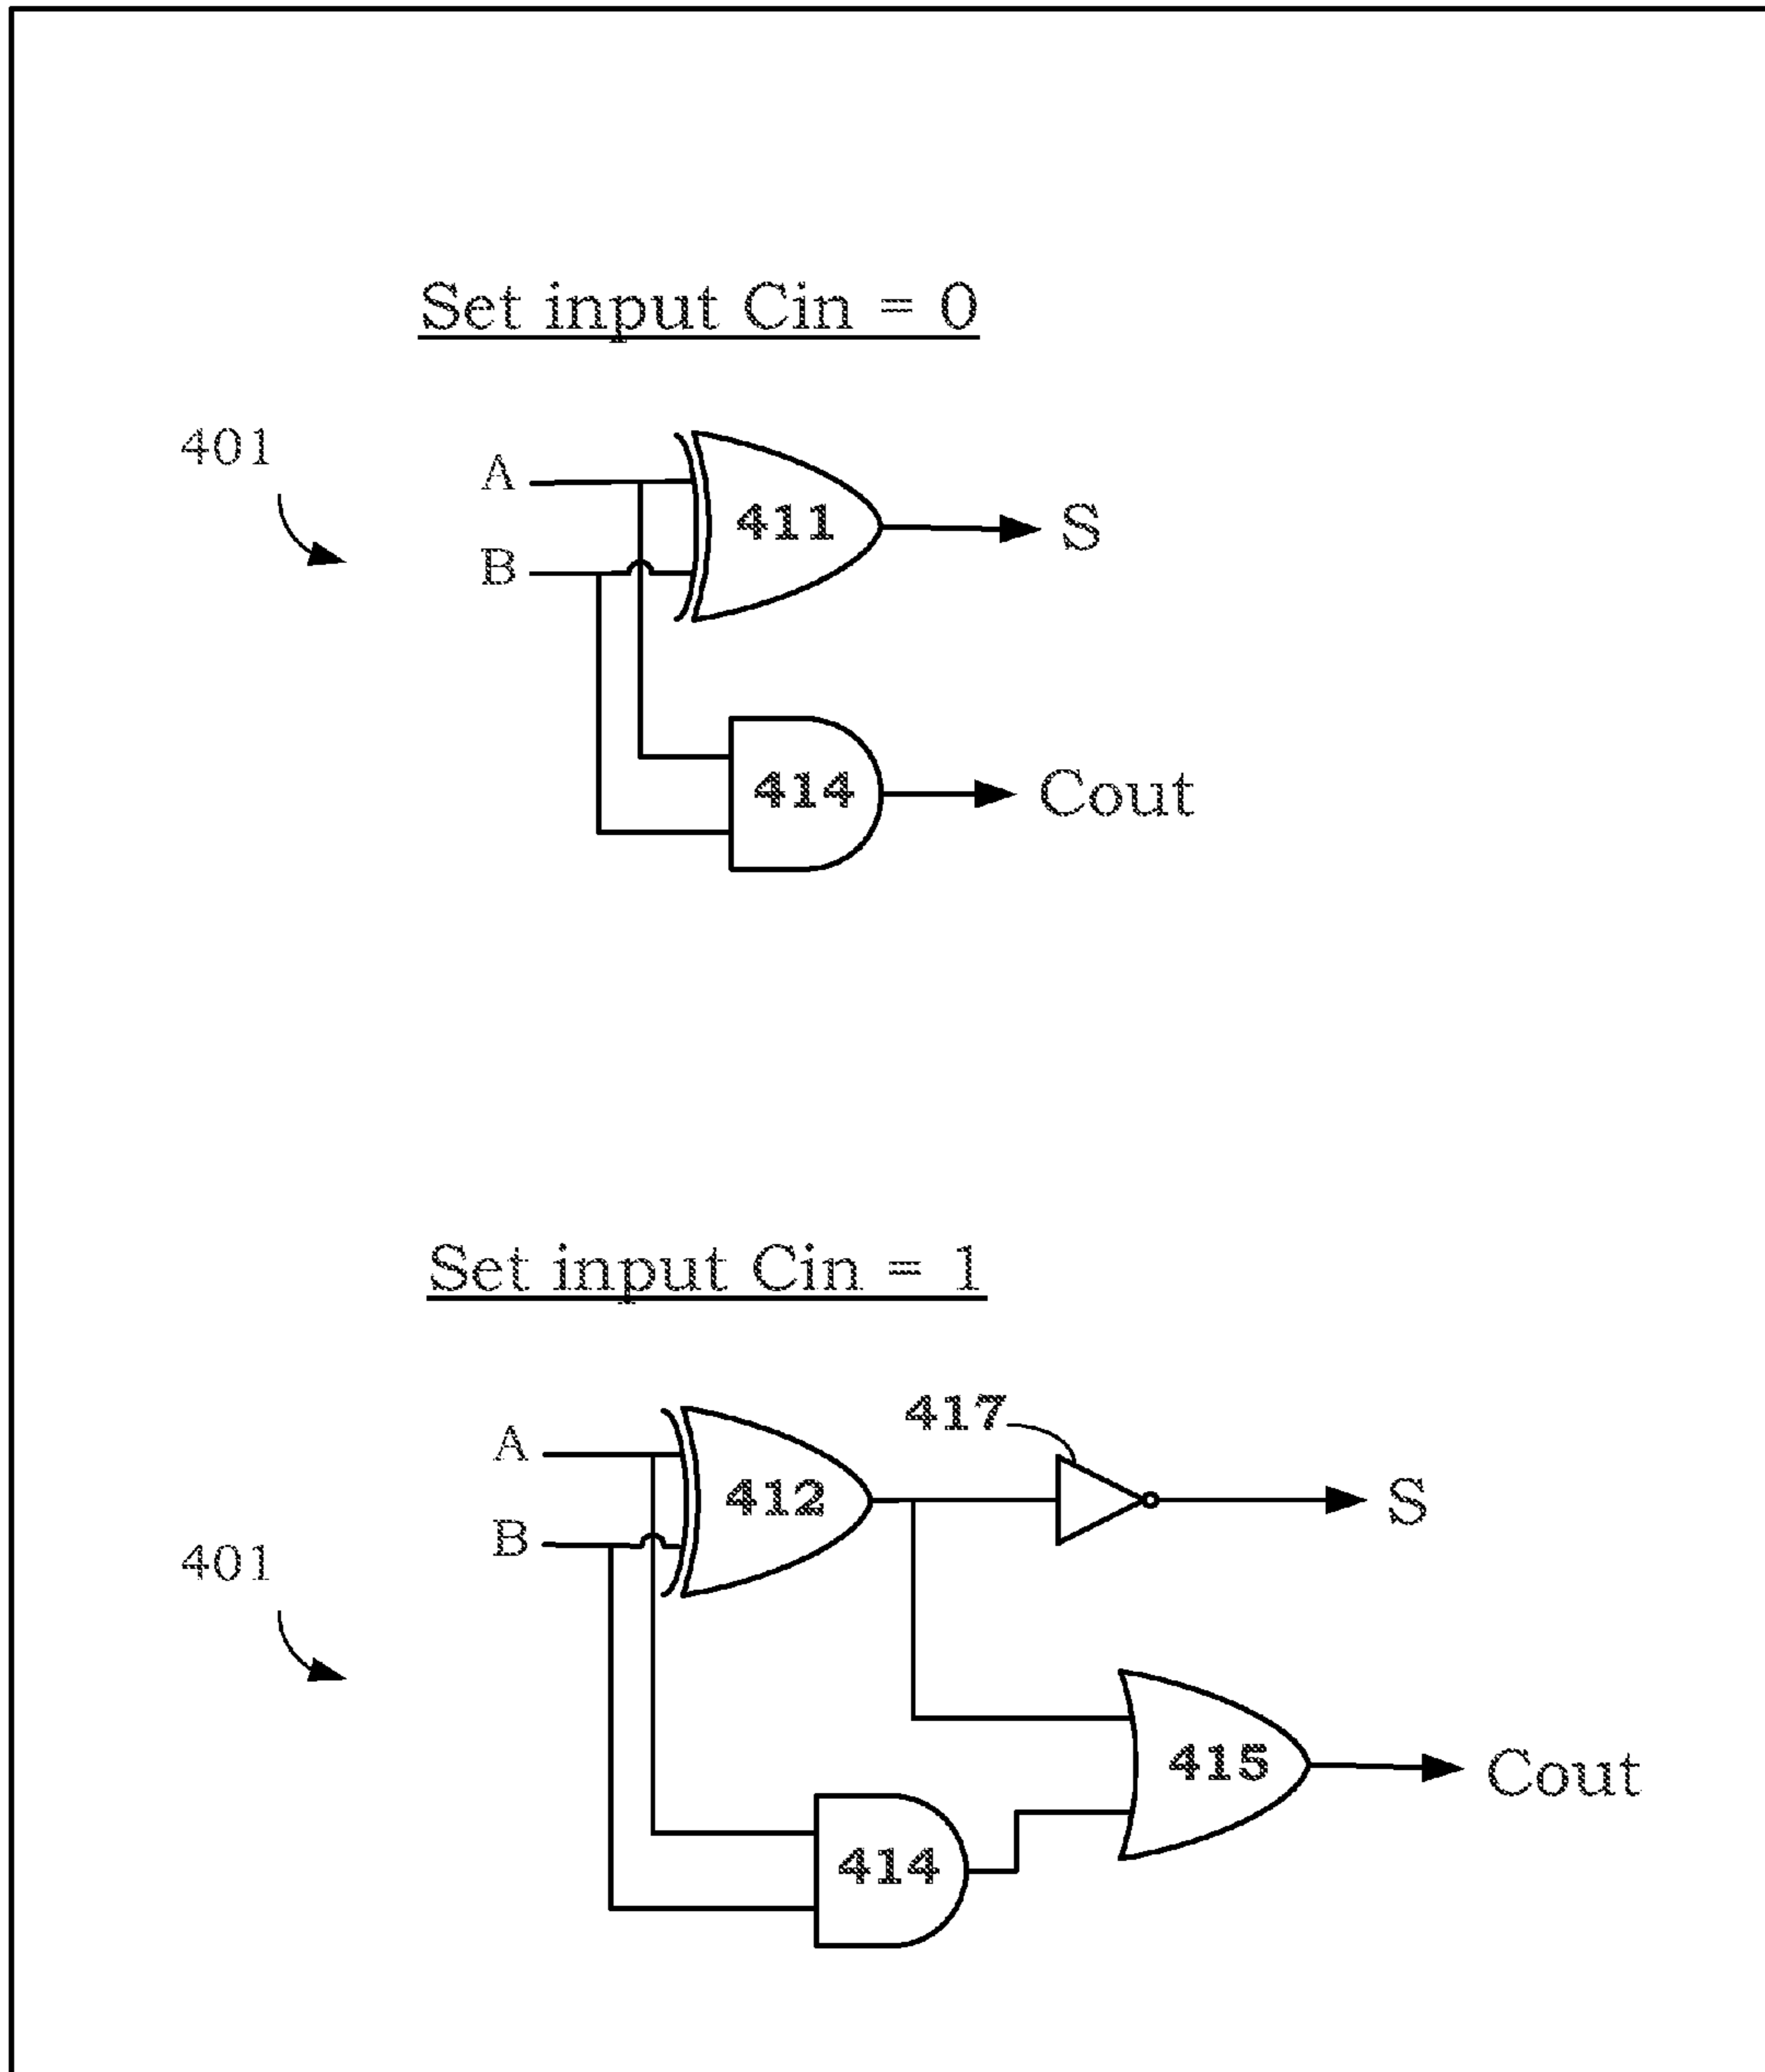 Set input Cin = 0
401
A
411
S
B
414
Cout
Set input Cin = 1
417
A
412
S
B
401
415
Cout
414